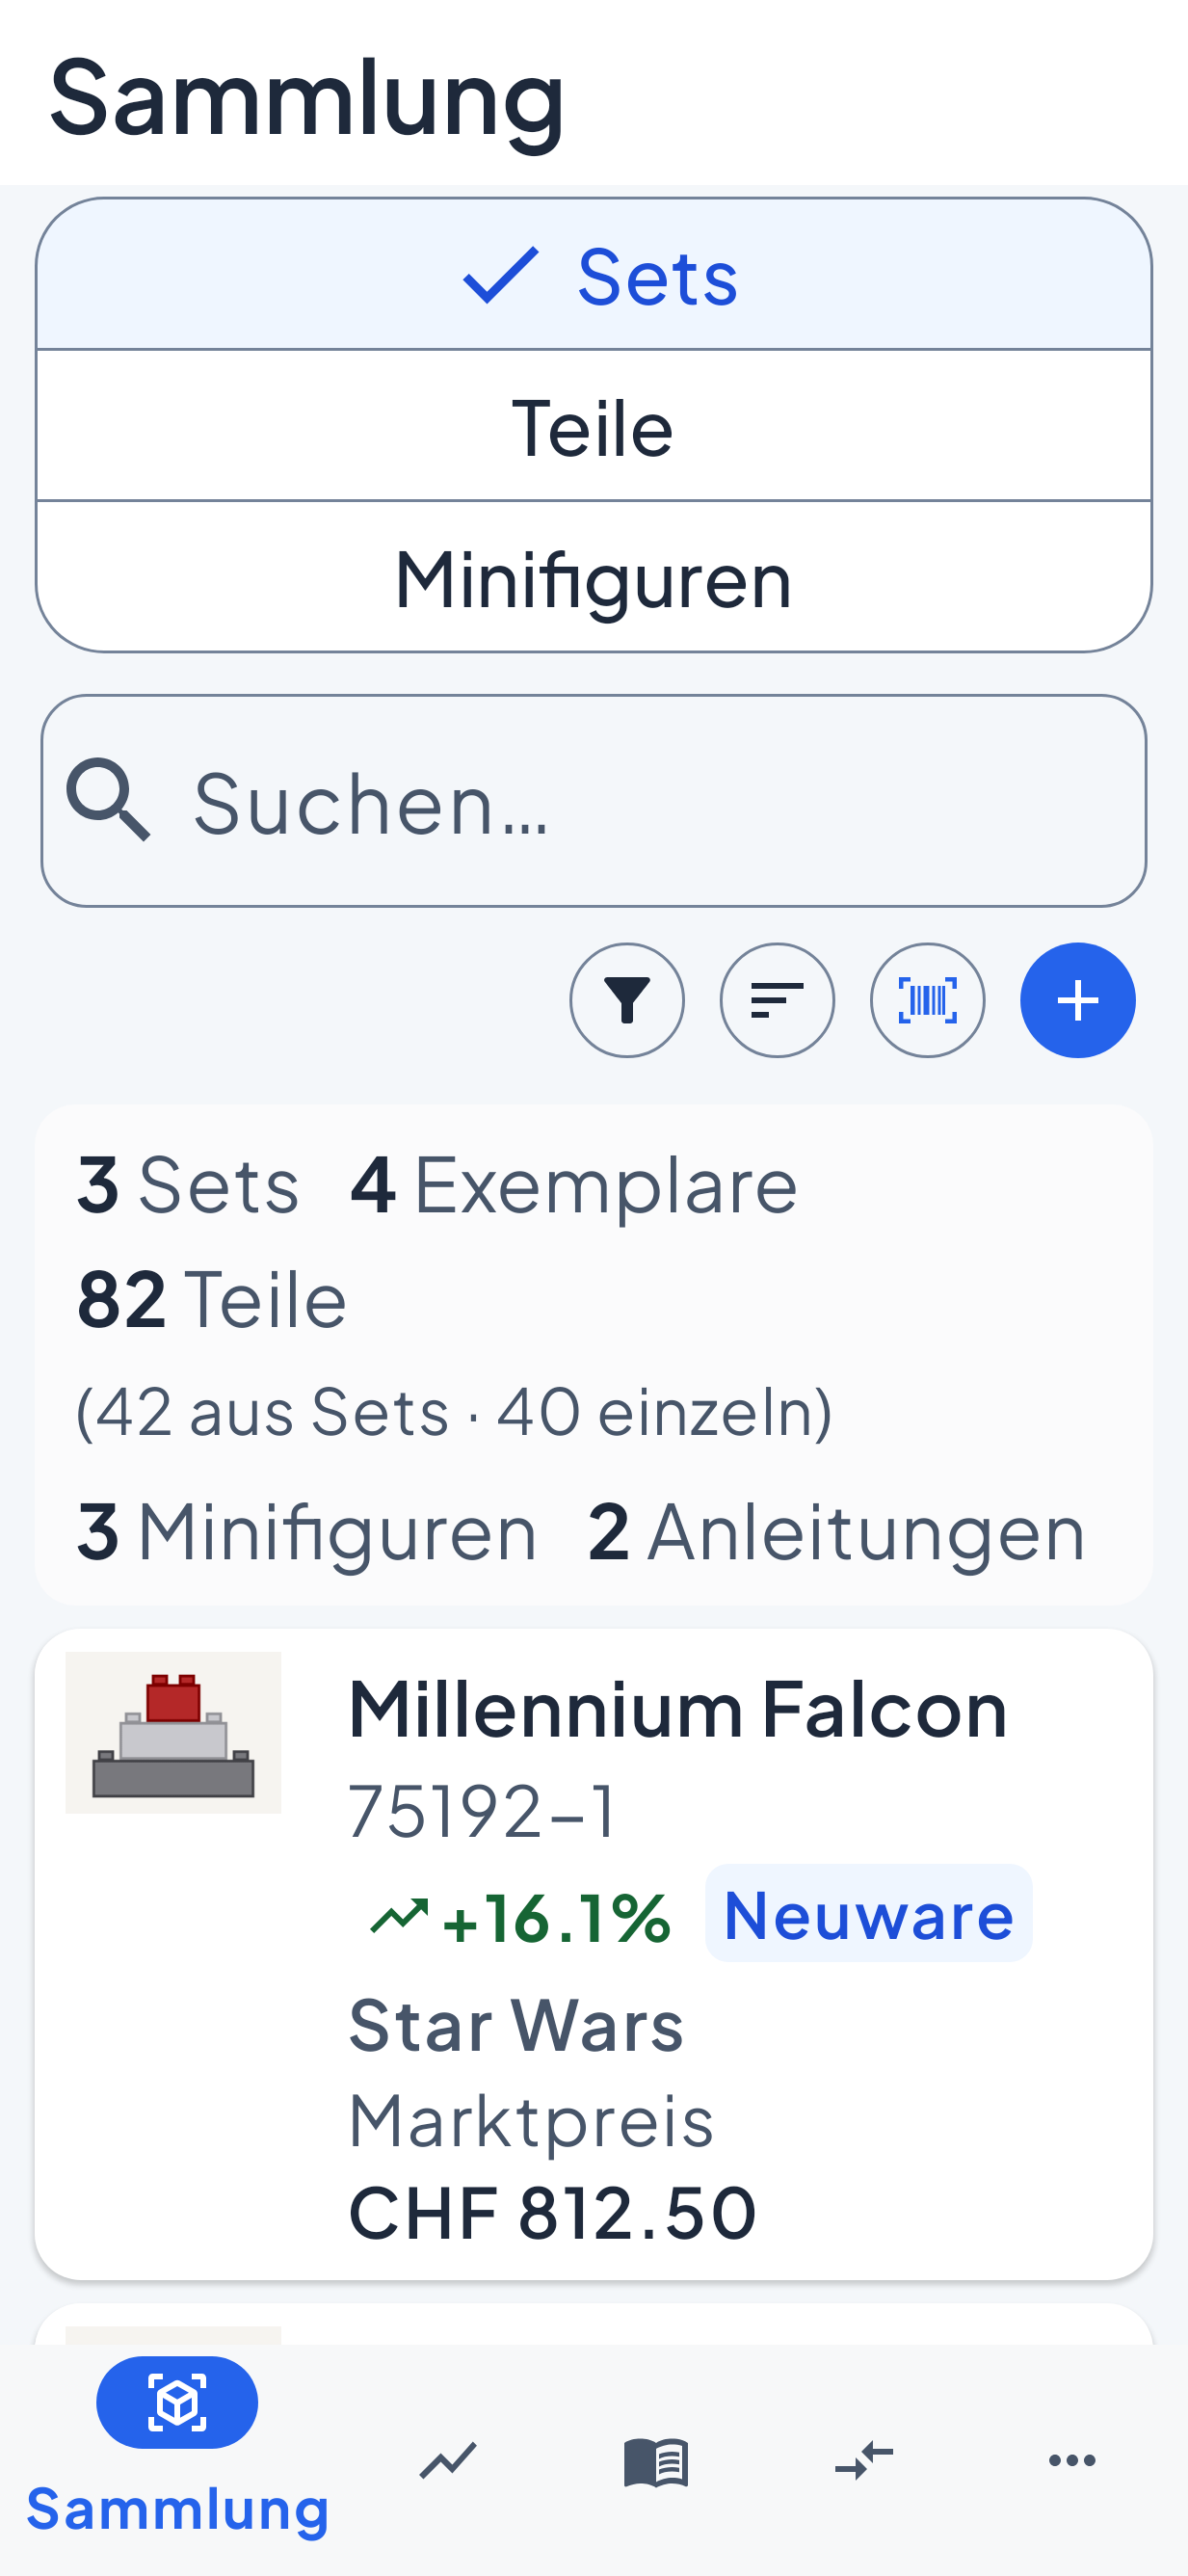 Sammlung
Sets
Teile
Minifiguren
Suchen...
3 Sets 4 Exemplare
82 Teile
(42 aus Sets · 40 einzeln)
3 Minifiguren 2 Anleitungen
Millennium Falcon
75192-1
+16.1% Neuware
Star Wars
Marktpreis
CHF 812.50
Sammlung